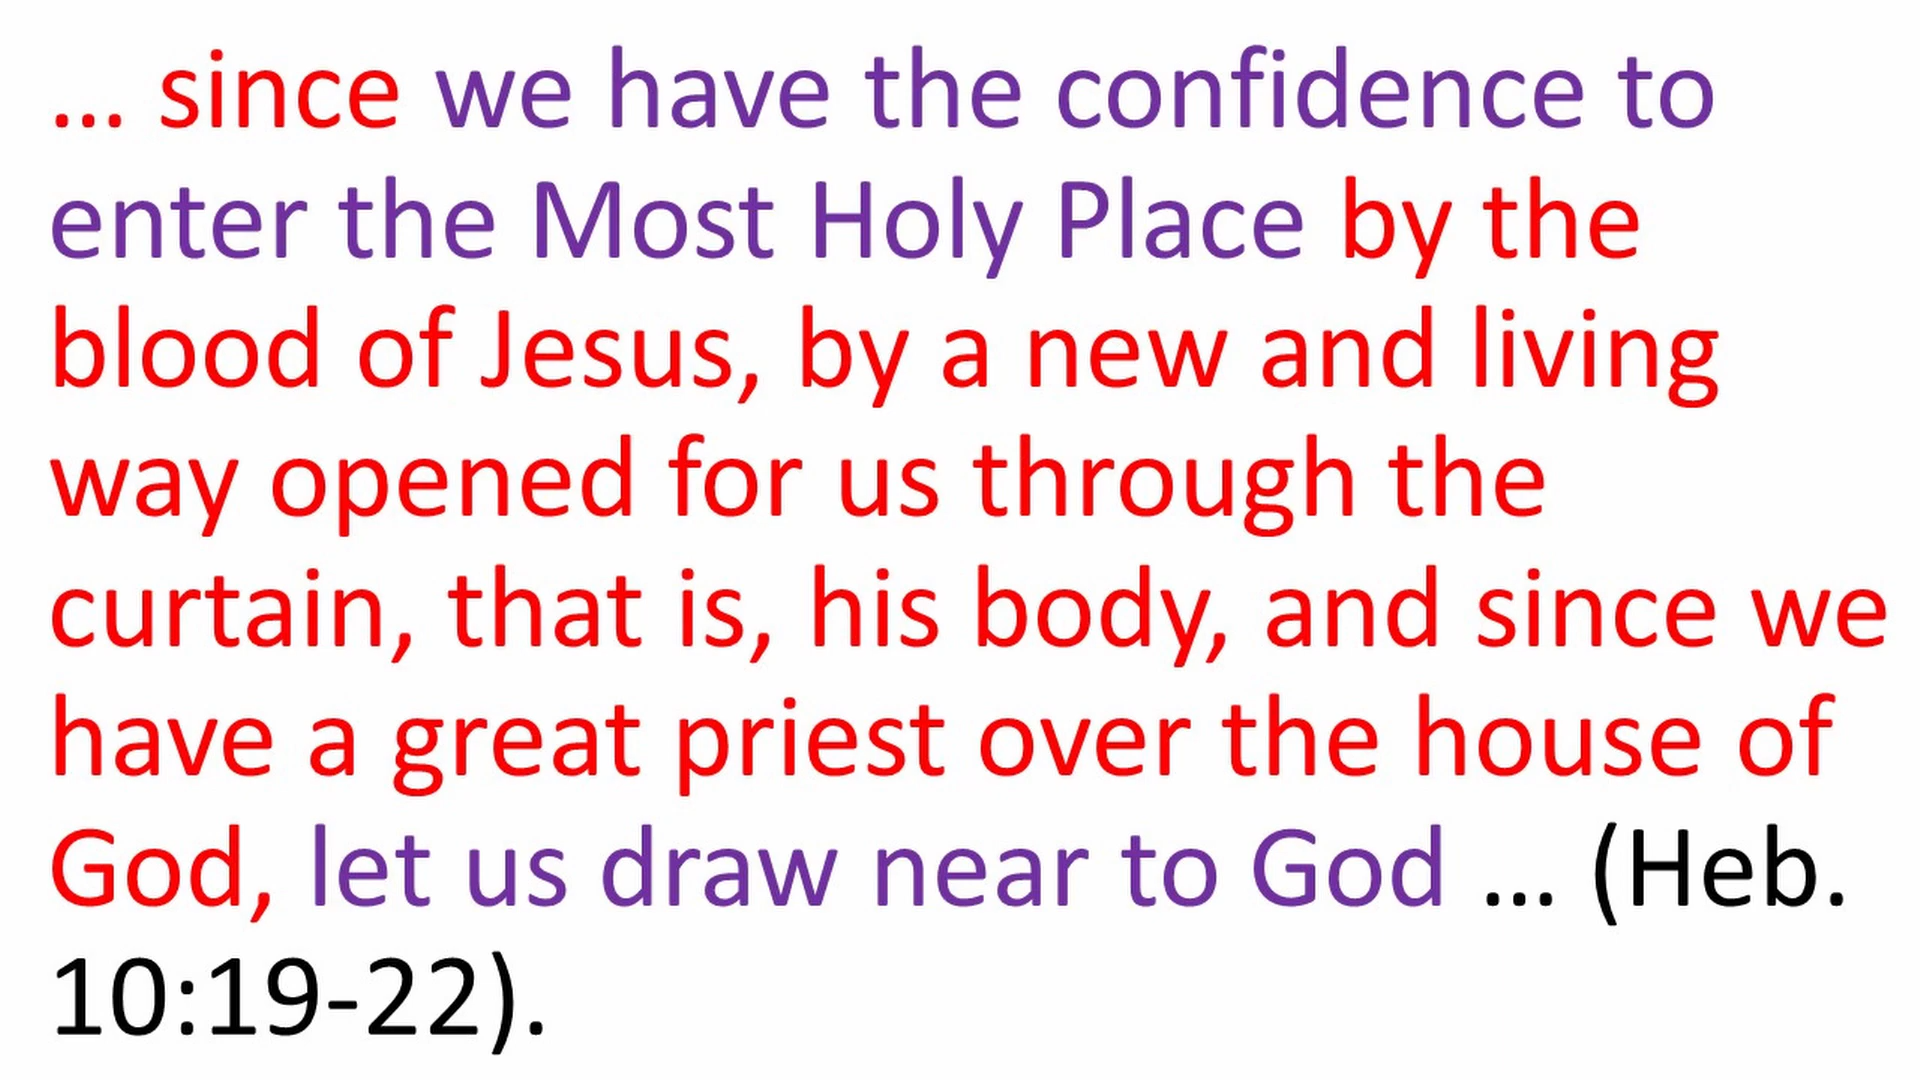 ... since we have the confidence to
enter the Most Holy Place by the
blood of Jesus, by a new and living
way opened for us through the
curtain, that is, his body, and since we
have a great priest over the house of
God, let us draw near to God ... (Heb.
10:19-22).